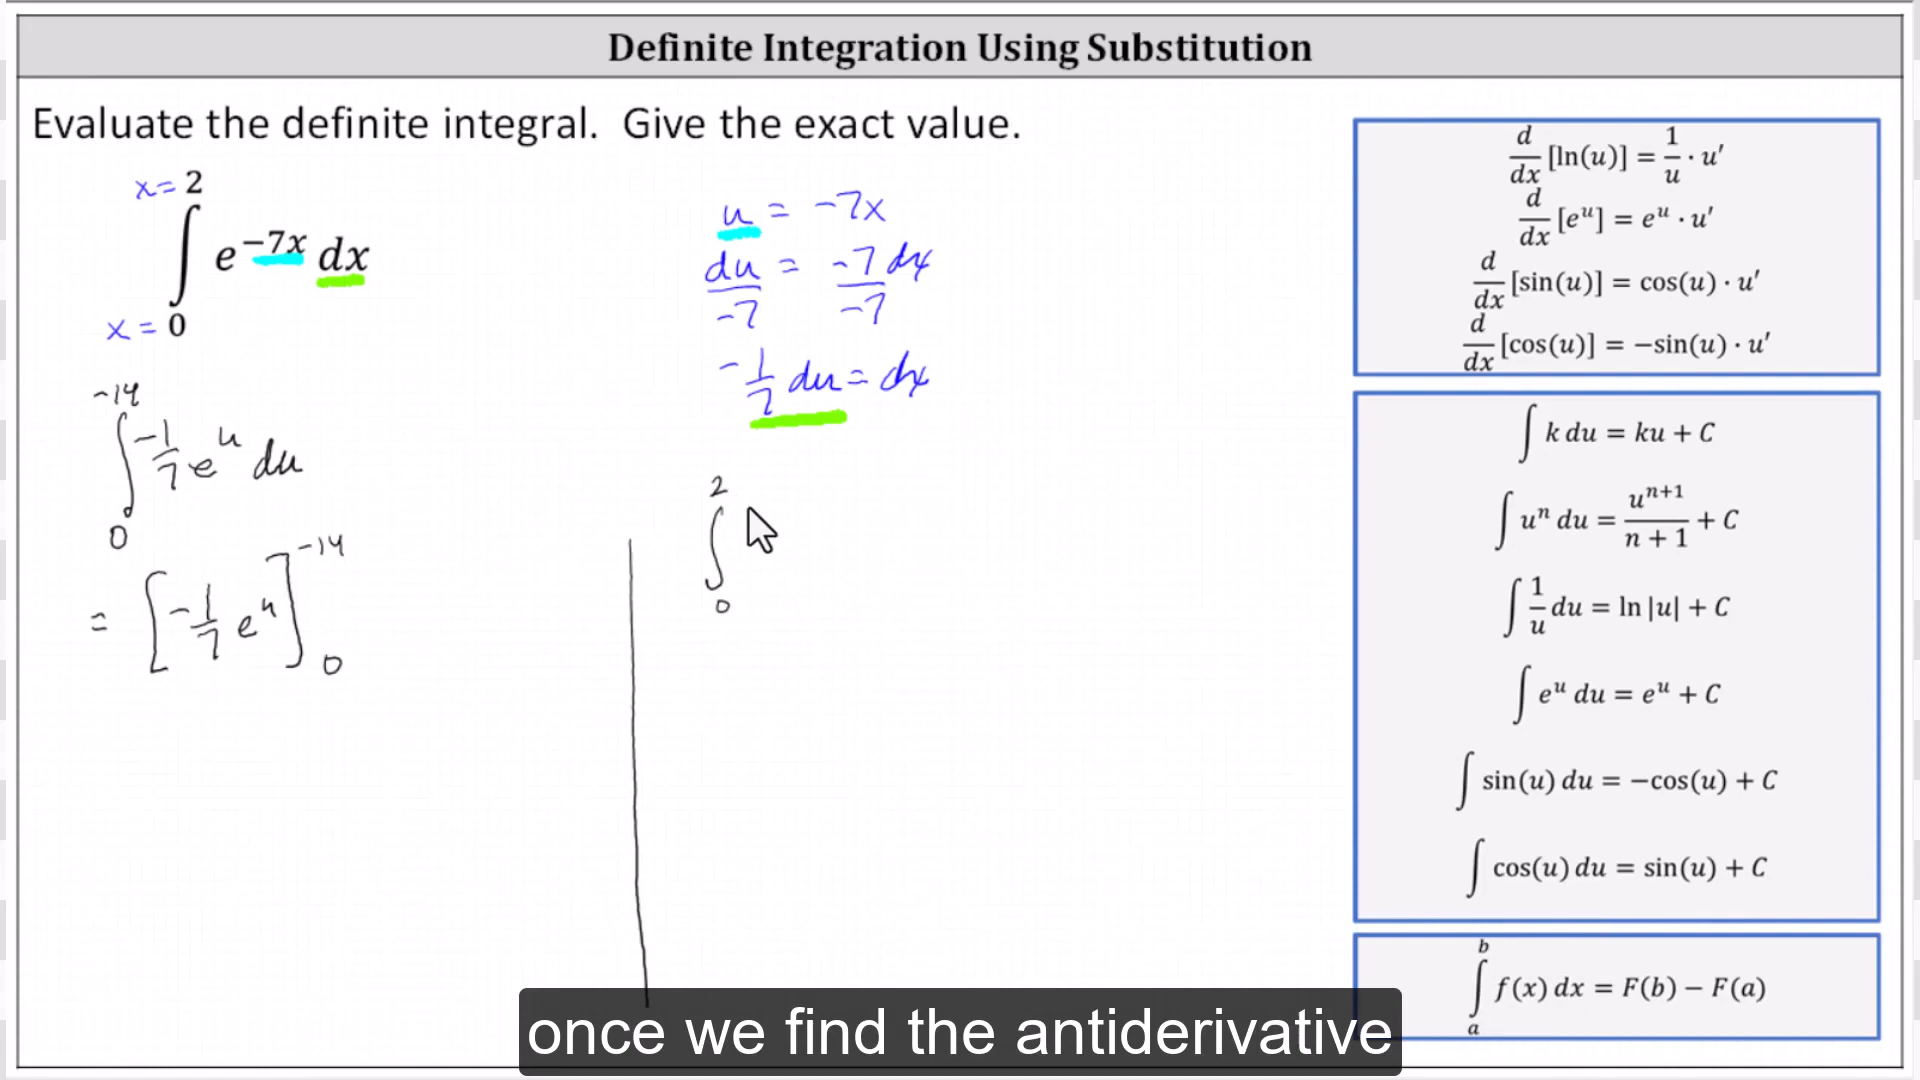 Definite Integration Using Substitution
Evaluate the definite integral. Give the exact value.
x= 2
∫ e^{−7x} dx
x = 0
-14
∫ -1/7 e^u du
0
= [-1/7 e^u]^{-14}_0
u = -7x
du/-7 = -7dx/-7
-1/7 du = dx
2
∫
0
d/dx [ln(u)] = 1/u · u′
d/dx [e^u] = e^u · u′
d/dx [sin(u)] = cos(u) · u′
d/dx [cos(u)] = −sin(u) · u′
∫ k du = ku + C
∫ u^n du = u^{n+1}/(n + 1) + C
∫ 1/u du = ln |u| + C
∫ e^u du = e^u + C
∫ sin(u) du = −cos(u) + C
∫ cos(u) du = sin(u) + C
b
∫ f(x) dx = F(b) − F(a)
a
once we find the antiderivative